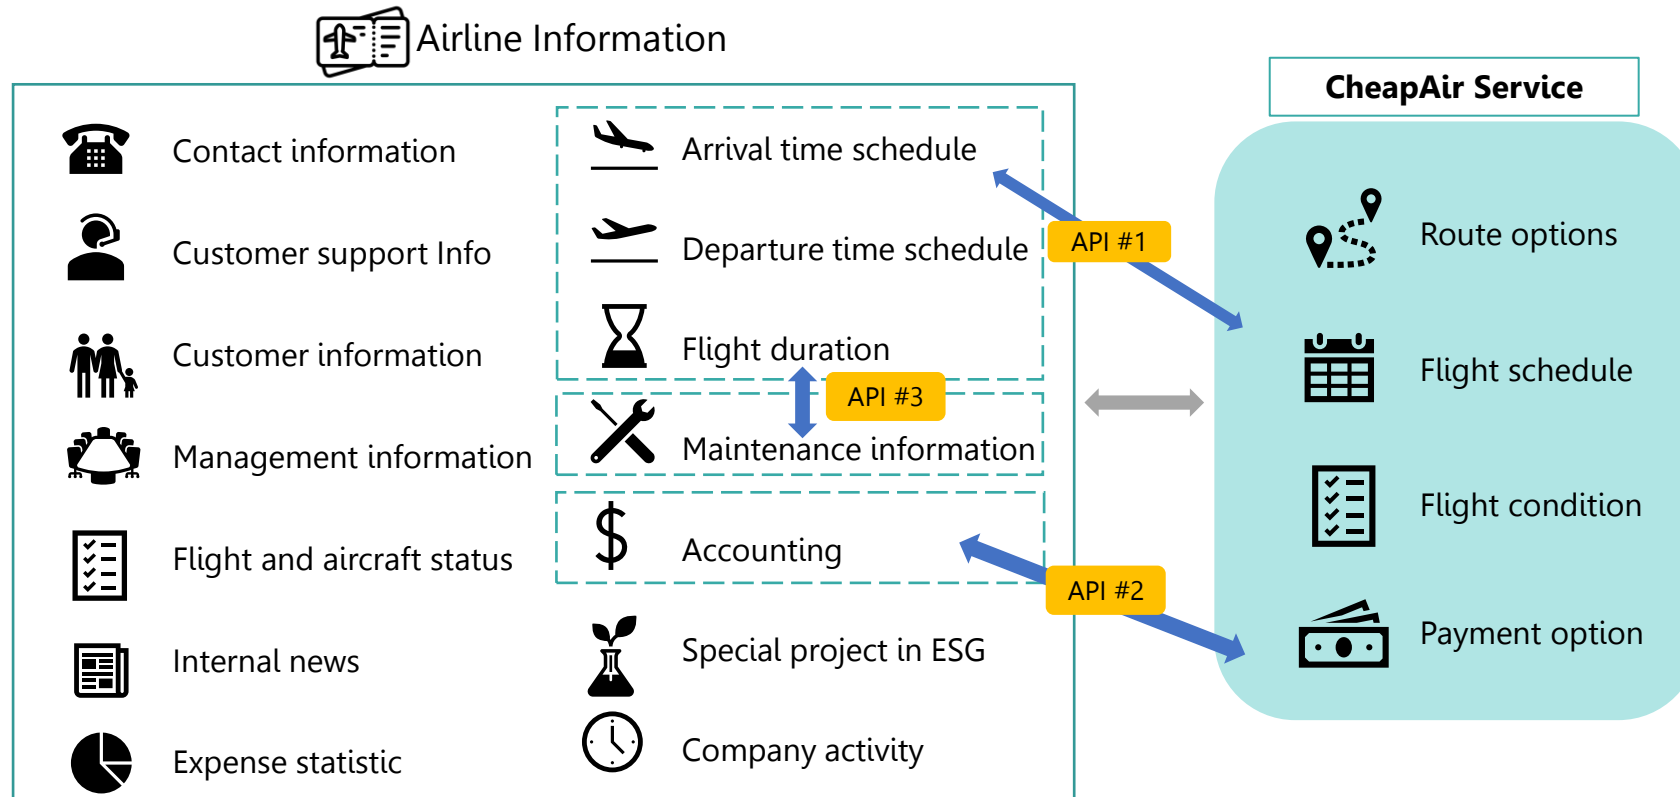 Airline Information
CheapAir Service
Contact information
Customer support Info
Customer information
Management information
Flight and aircraft status
Internal news
Expense statistic
Arrival time schedule
Departure time schedule
Flight duration
API #3
Maintenance information
$
Accounting
Special project in ESG
Company activity
API #1
API #2
Route options
Flight schedule
Flight condition
Payment option